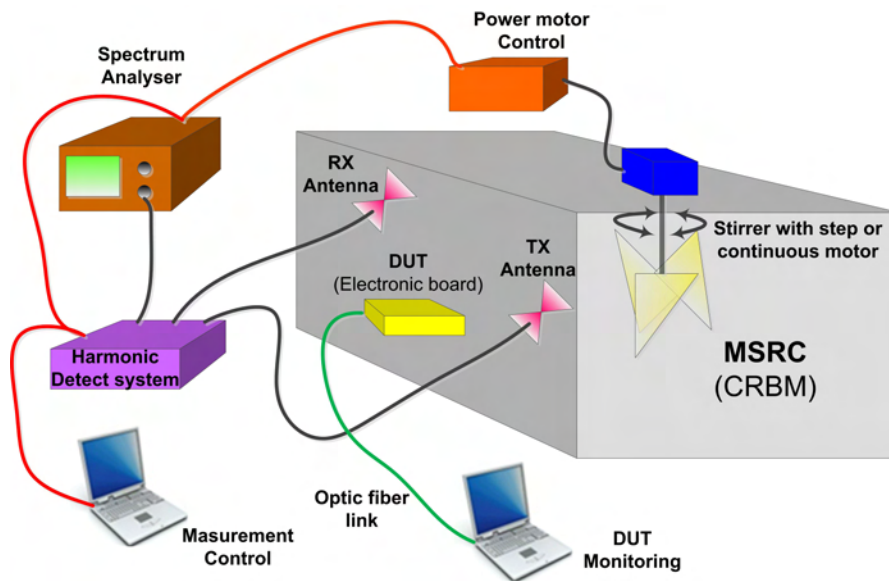 Power motor
Control
Spectrum
Analyser
RX
Antenna
Stirrer with step or
continuous motor
TX
Antenna
DUT
(Electronic board)
MSRC
(CRBM)
Harmonic
Detect system
Optic fiber
link
Masurement
Control
DUT
Monitoring